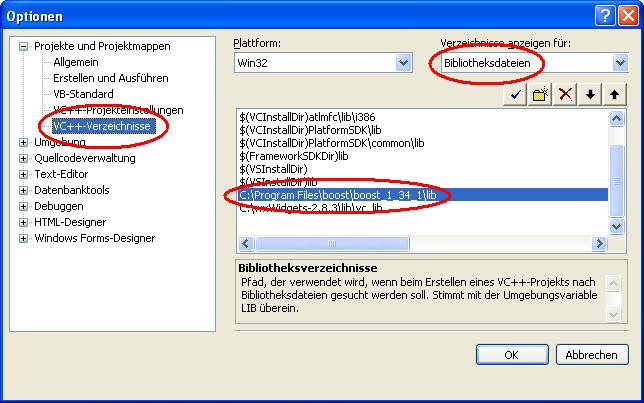 Optionen
Projekte und Projektmappen
Allgemein
Erstellen und Ausführen
VB-Standard
VC++-Projekteinstellungen
VC++-Verzeichnisse
Umgebung
Quellcodeverwaltung
Text-Editor
Datenbanktools
Debuggen
HTML-Designer
Windows Forms-Designer
Plattform:
Win32
Verzeichnisse anzeigen für:
Bibliotheksdateien
$(VCInstallDir)atlmfc\lib\i386
$(VCInstallDir)PlatformSDK\lib
$(VCInstallDir)PlatformSDK\common\lib
$(FrameworkSDKDir)lib
$(VSInstallDir)
$(VSInstallDir)lib
C:\Program Files\boost\boost_1_34_1\lib
C:\wxWidgets-2.8.3\lib\vc_lib
Bibliotheksverzeichnisse
Pfad, der verwendet wird, wenn beim Erstellen eines VC++-Projekts nach
Bibliotheksdateien gesucht werden soll. Stimmt mit der Umgebungsvariable
LIB überein.
OK
Abbrechen